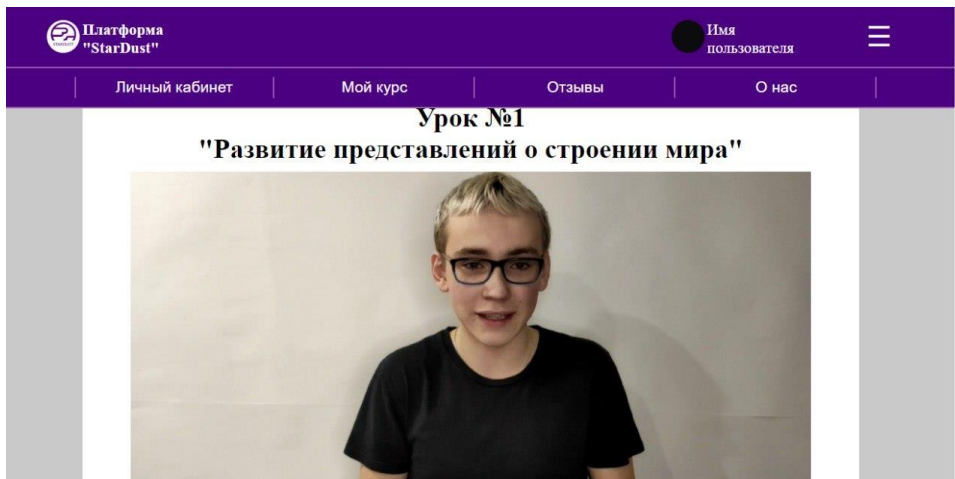 Платформа
"StarDust"
Имя
пользователя
Личный кабинет
Мой курс
Отзывы
О нас
Урок №1
"Развитие представлений о строении мира"